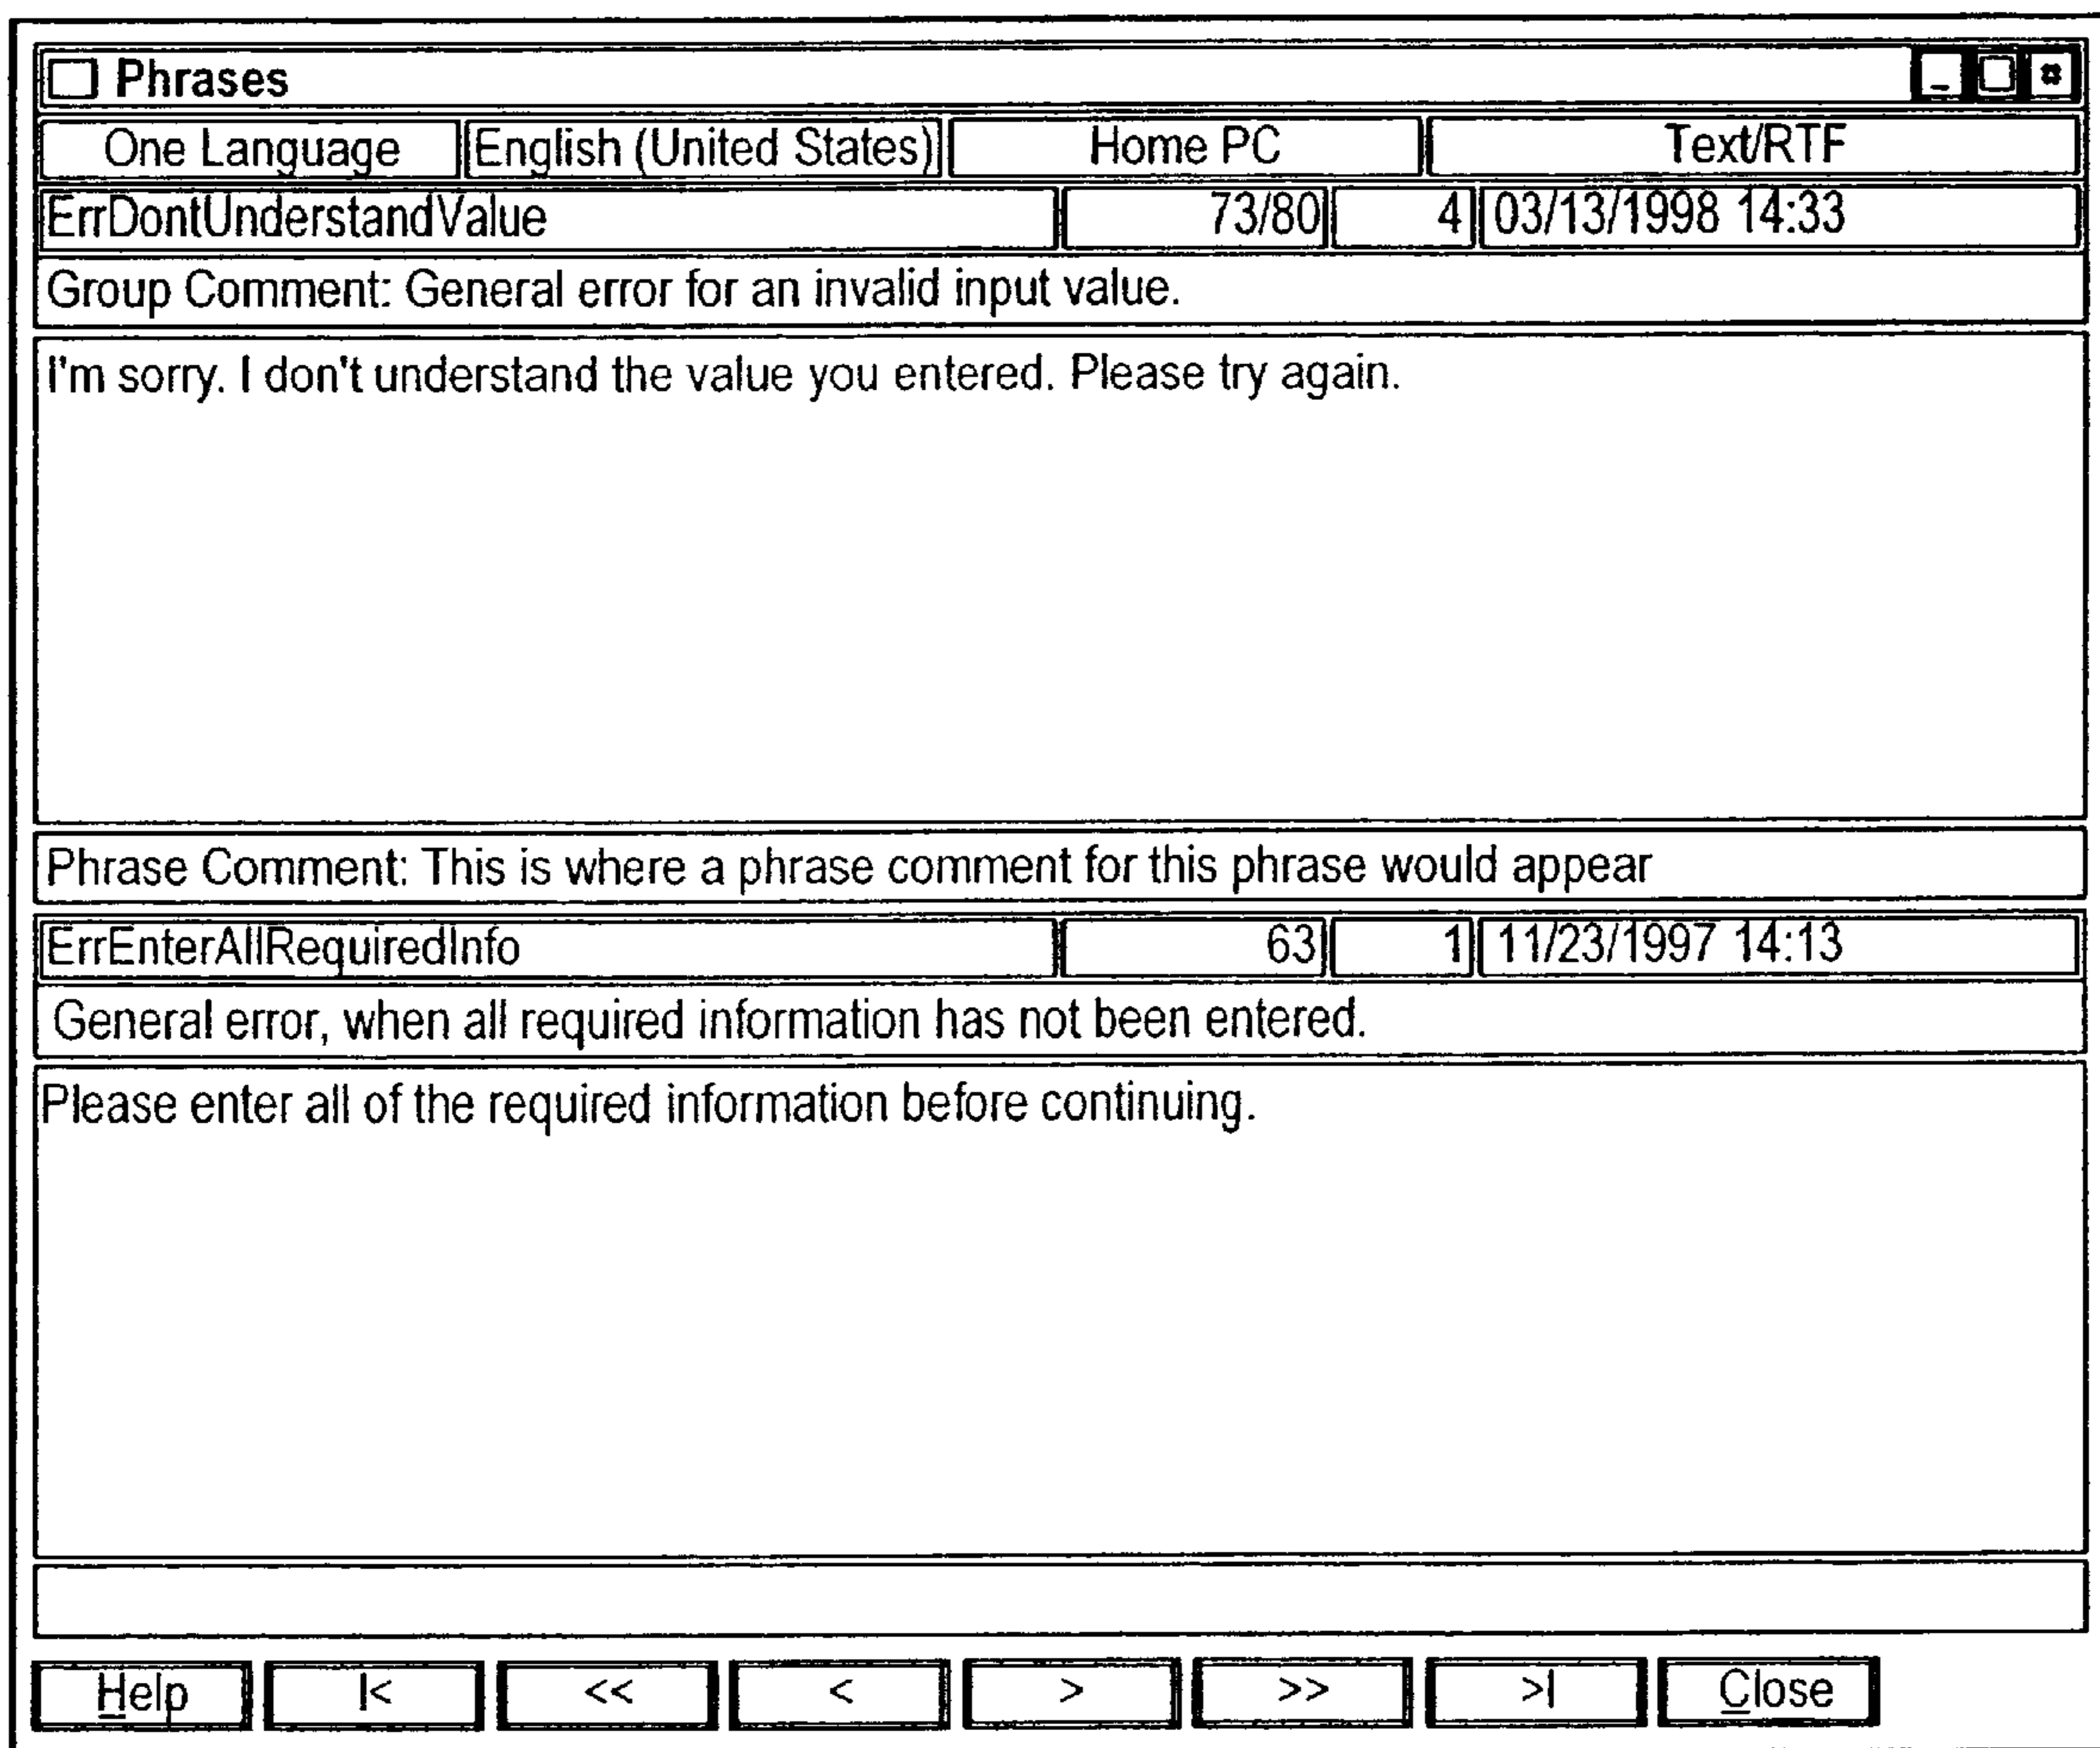 Phrases
One Language English (United States) Home PC Text/RTF
ErrDontUnderstandValue 73/80 4 03/13/1998 14:33
Group Comment: General error for an invalid input value.
I'm sorry. I don't understand the value you entered. Please try again.
Phrase Comment: This is where a phrase comment for this phrase would appear
ErrEnterAllRequiredInfo 63 1 11/23/1997 14:13
General error, when all required information has not been entered.
Please enter all of the required information before continuing.
Help |< << < > >> >| Close